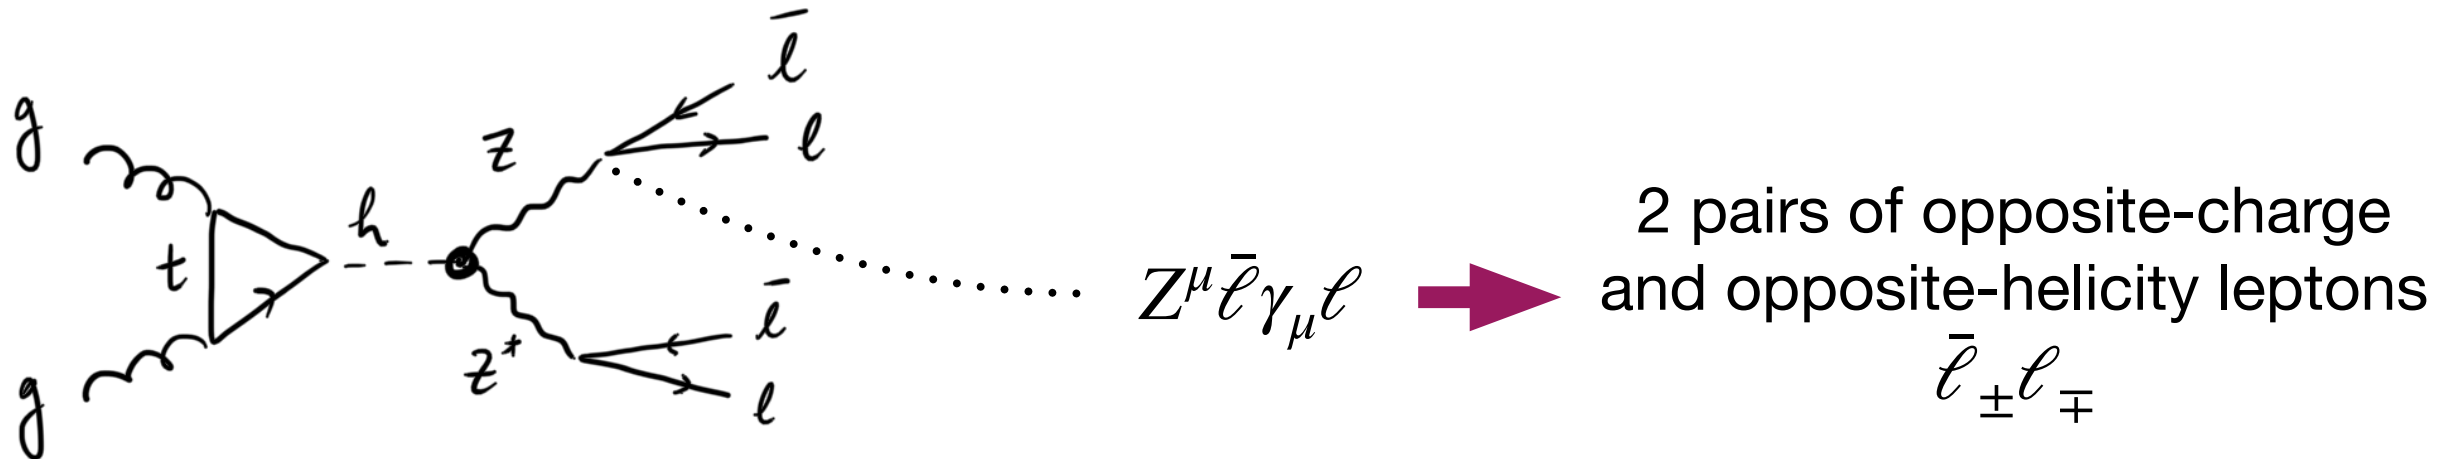 g
g
t
h
Z
Z*
l̄
l
l̄
l
Z^μ ℓ̄ γ_μ ℓ
2 pairs of opposite-charge
and opposite-helicity leptons
ℓ̄_± ℓ_∓